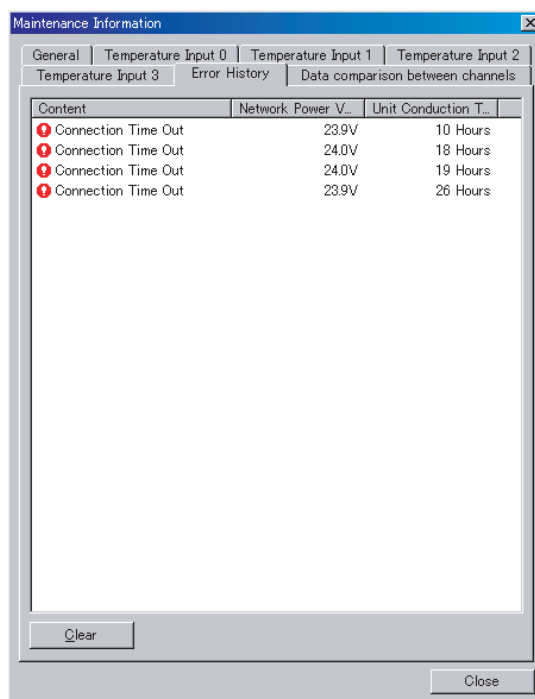 Maintenance Information
General Temperature Input 0 Temperature Input 1 Temperature Input 2
Temperature Input 3 Error History Data comparison between channels
Content Network Power V... Unit Conduction T...
Connection Time Out 23.9V 10 Hours
Connection Time Out 24.0V 18 Hours
Connection Time Out 24.0V 19 Hours
Connection Time Out 23.9V 26 Hours
Clear
Close